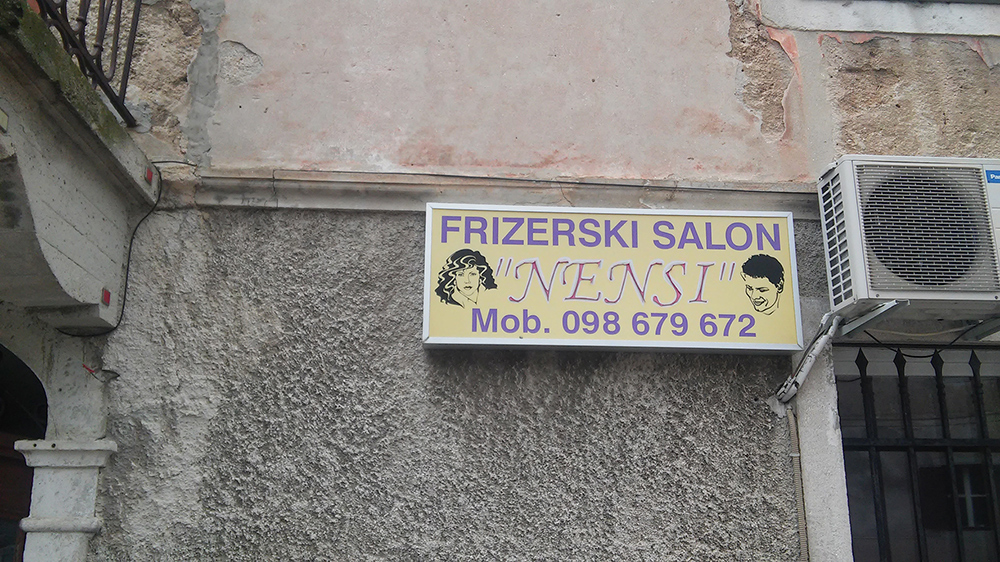 FRIZERSKI SALON
"NENSI"
Mob. 098 679 672